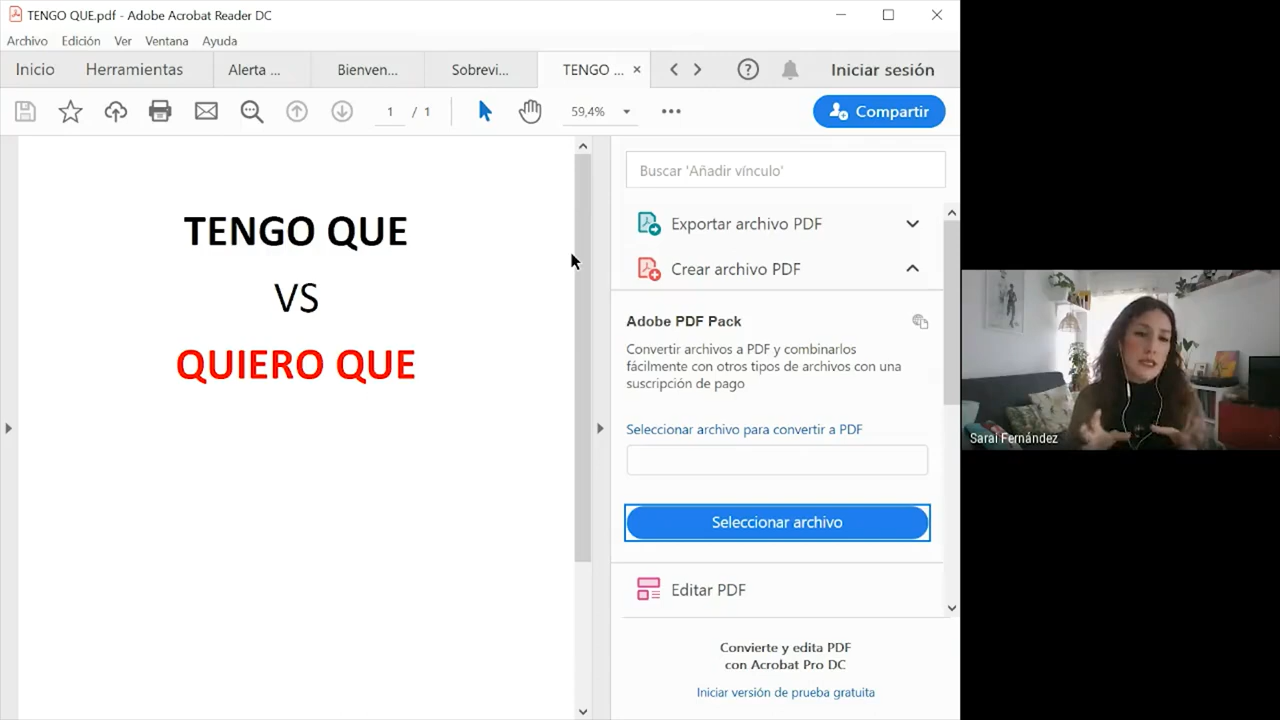 TENGO QUE.pdf - Adobe Acrobat Reader DC
Archivo Edición Ver Ventana Ayuda
Inicio Herramientas Alerta ... Bienven... Sobrevi... TENGO ... Iniciar sesión
1 / 1 59,4% Compartir
TENGO QUE
VS
QUIERO QUE
Buscar 'Añadir vínculo'
Exportar archivo PDF
Crear archivo PDF
Adobe PDF Pack
Convertir archivos a PDF y combinarlos
fácilmente con otros tipos de archivos con una
suscripción de pago
Seleccionar archivo para convertir a PDF
Seleccionar archivo
Editar PDF
Convierte y edita PDF
con Acrobat Pro DC
Iniciar versión de prueba gratuita
Sarai Fernández